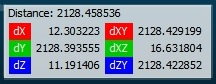 Distance: 2128.458536
dX 12.303223 dXY 2128.429199
dY 2128.393555 dXZ 16.631804
dZ 11.191406 dYZ 2128.422852